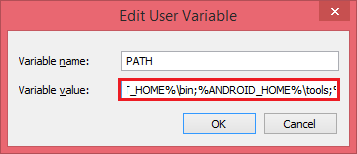 Edit User Variable
Variable name: PATH
Variable value: _HOME%\bin;%ANDROID_HOME%\tools;%
OK Cancel